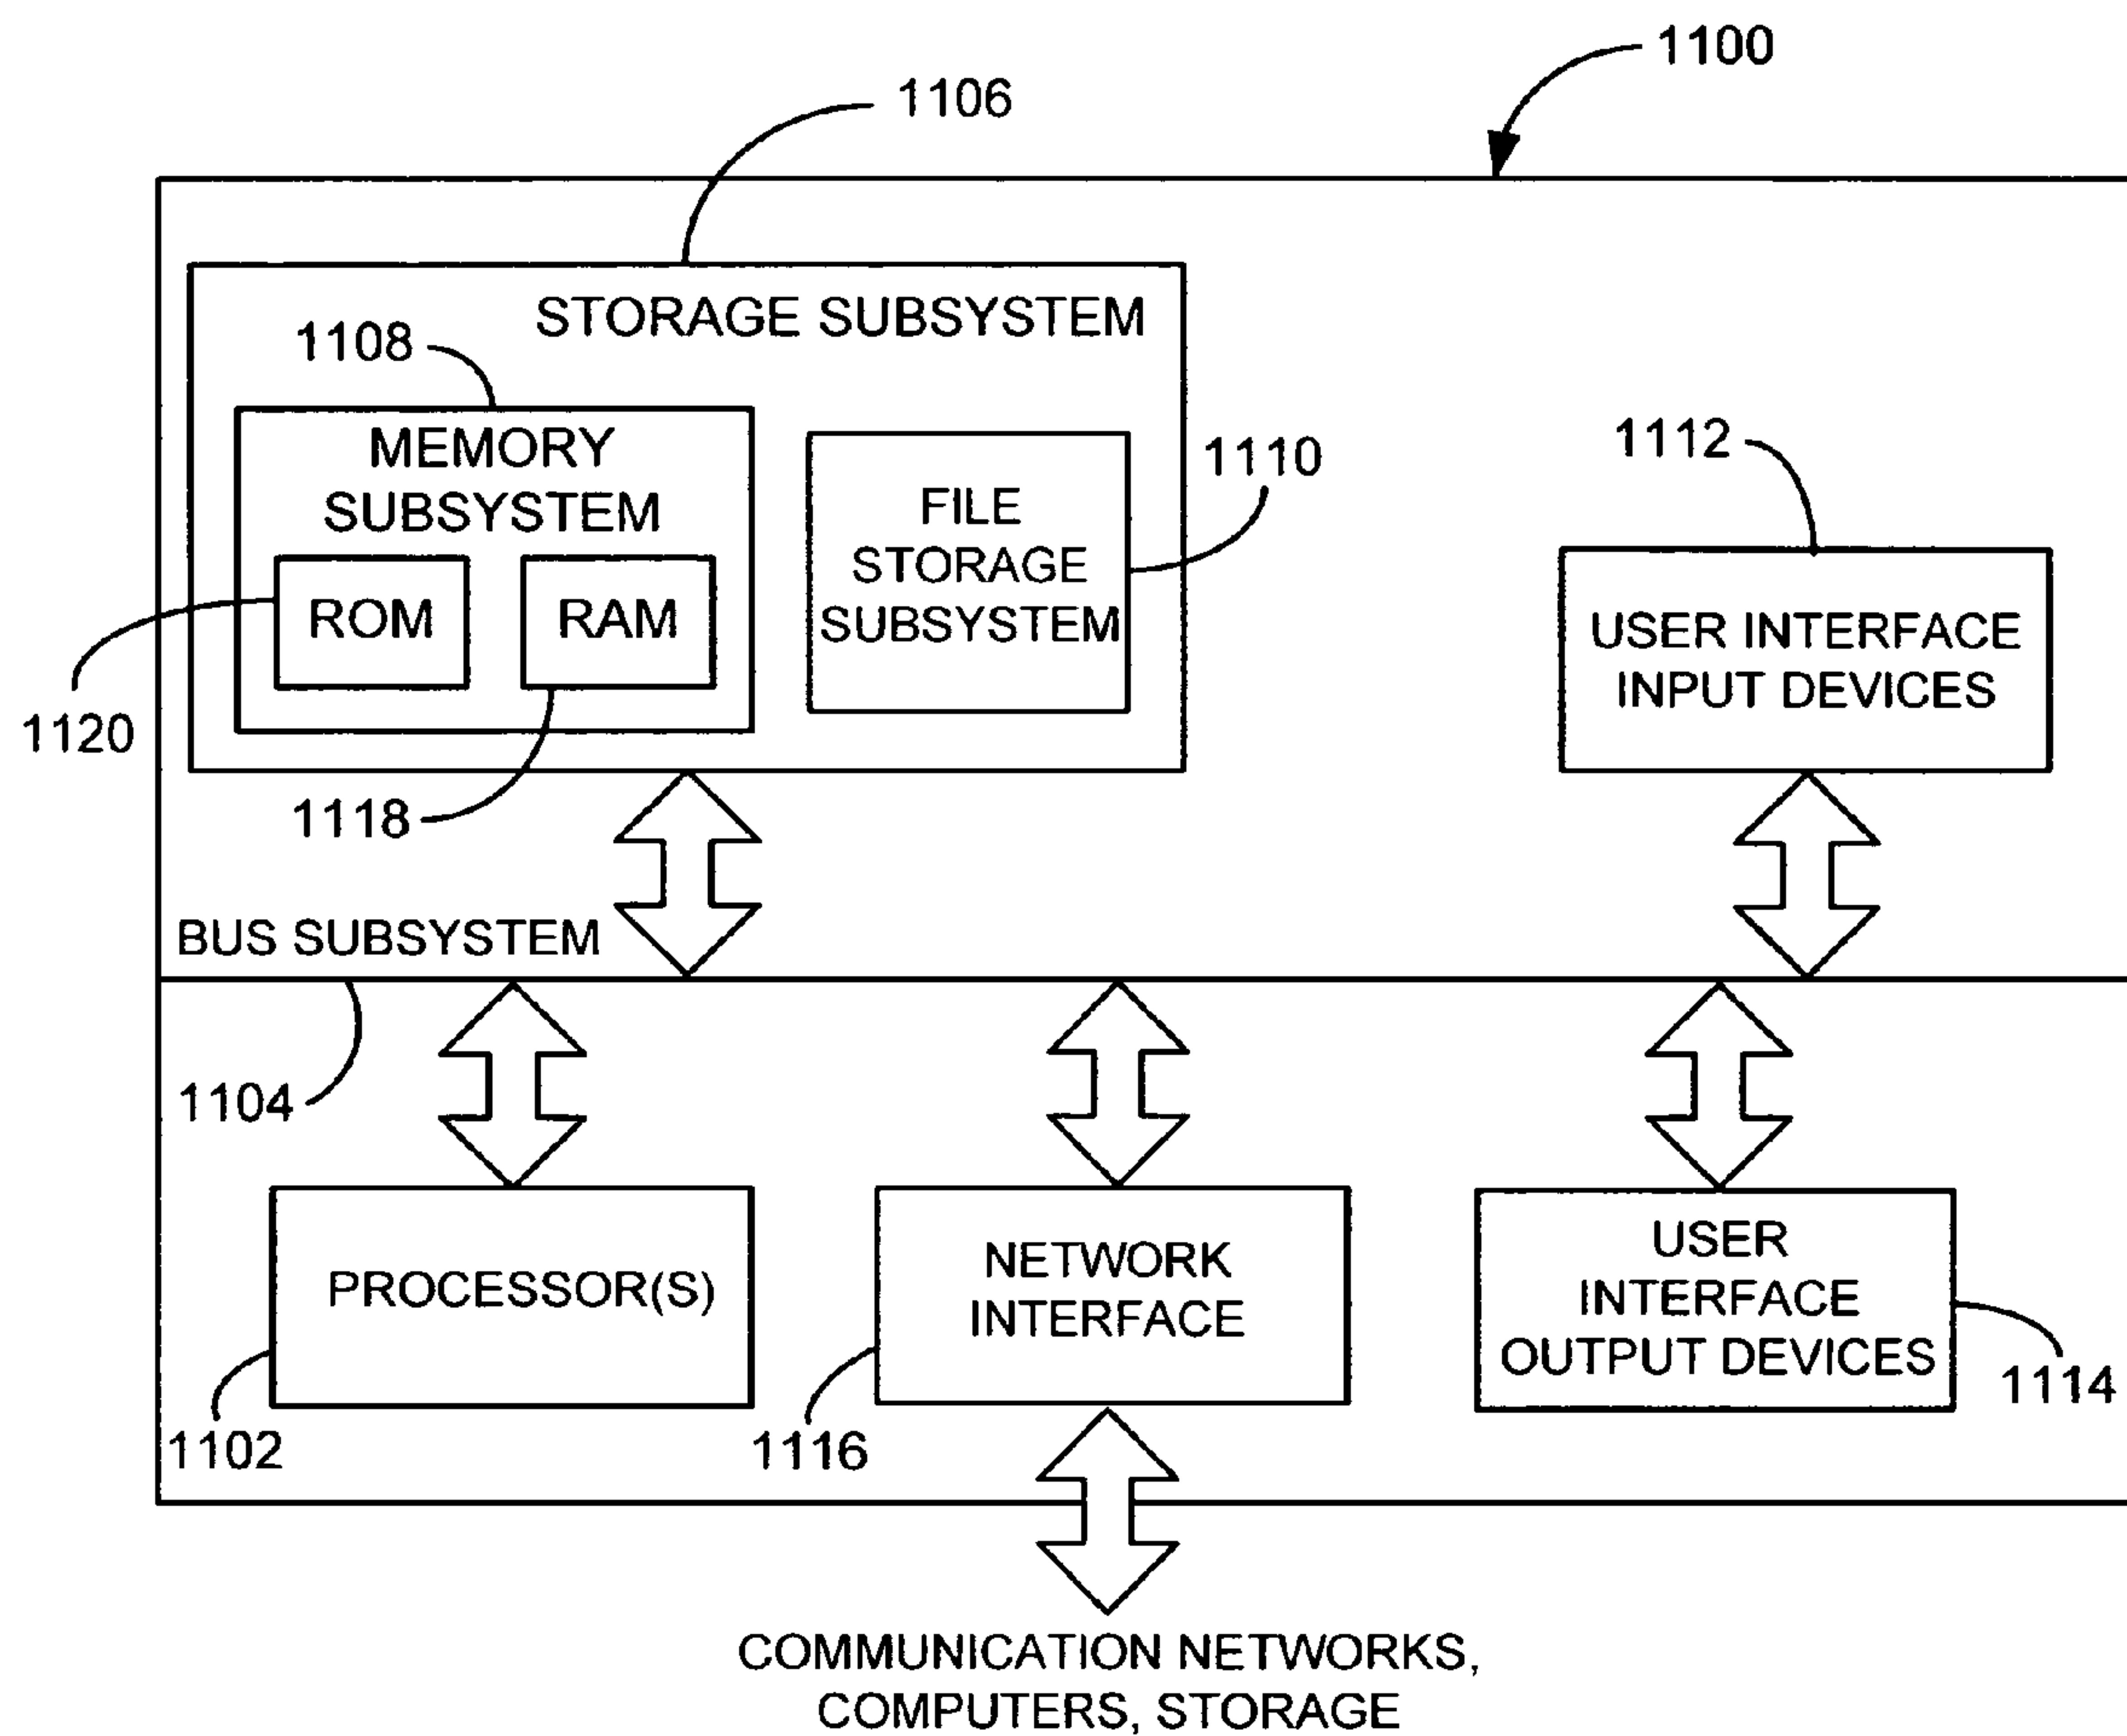 1100
1106
STORAGE SUBSYSTEM
1108
MEMORY
SUBSYSTEM
ROM
RAM
FILE
STORAGE
SUBSYSTEM
1110
1112
USER INTERFACE
INPUT DEVICES
1120
1118
BUS SUBSYSTEM
1104
PROCESSOR(S)
1102
NETWORK
INTERFACE
1116
USER
INTERFACE
OUTPUT DEVICES
1114
COMMUNICATION NETWORKS,
COMPUTERS, STORAGE